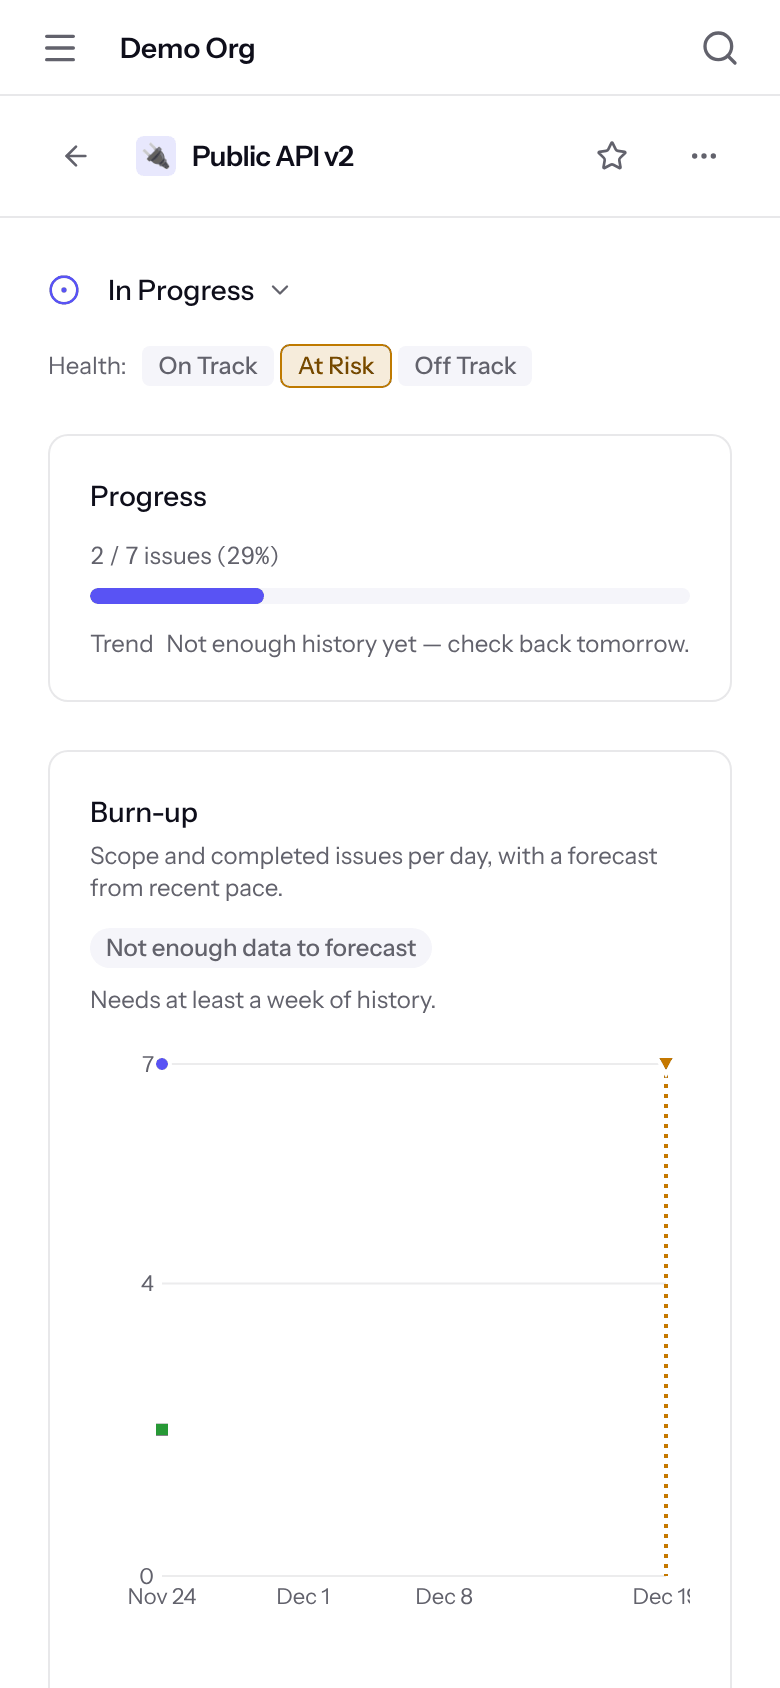 Demo Org
Public API v2
In Progress
Health: On Track At Risk Off Track
Progress
2 / 7 issues (29%)
Trend Not enough history yet — check back tomorrow.
Burn-up
Scope and completed issues per day, with a forecast
from recent pace.
Not enough data to forecast
Needs at least a week of history.
7
4
0
Nov 24 Dec 1 Dec 8 Dec